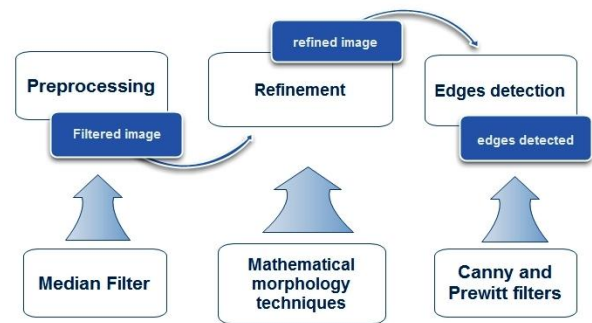 refined image
Preprocessing
Refinement
Edges detection
Filtered image
edges detected
Median Filter
Mathematical
morphology
techniques
Canny and
Prewitt filters